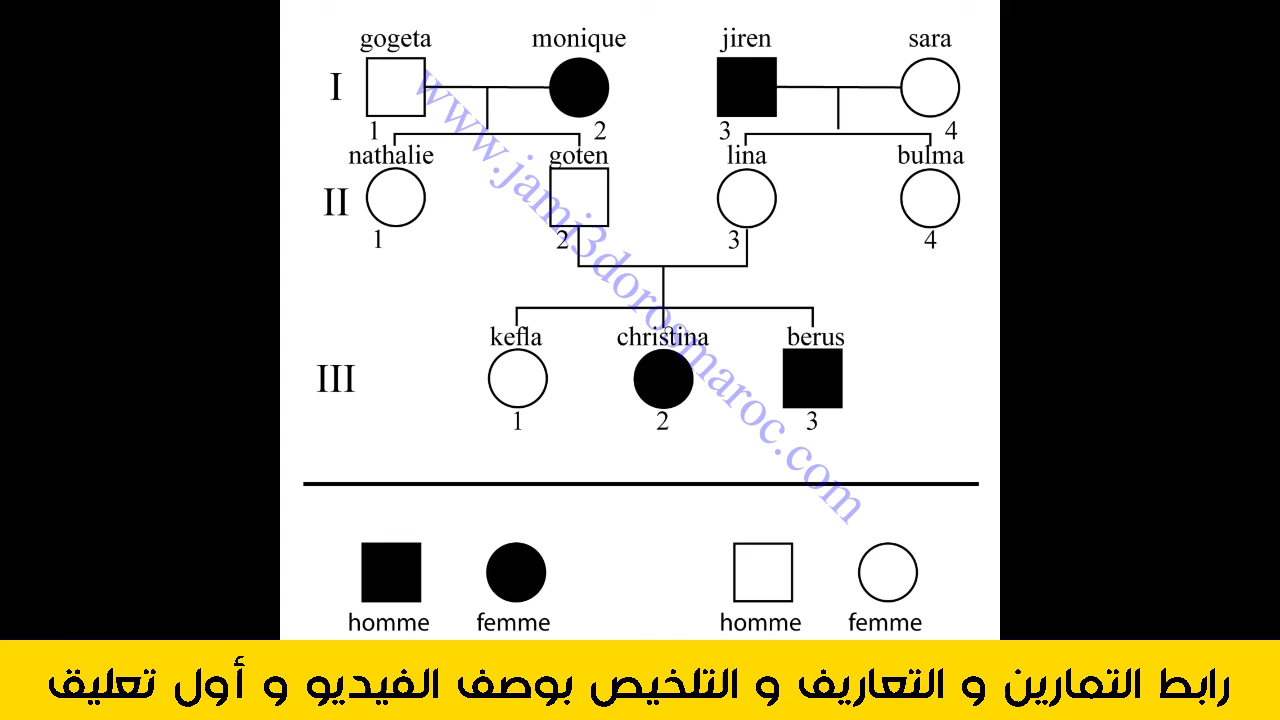 gogeta monique jiren sara
I
1 2 3 4
nathalie goten lina bulma
II
1 2 3 4
kefla christina berus
III
1 2 3
www.jami3dorosmaroc.com
homme femme homme femme
رابط التمارين و التعاريف و التلخيص بوصف الفيديو و أول تعليق